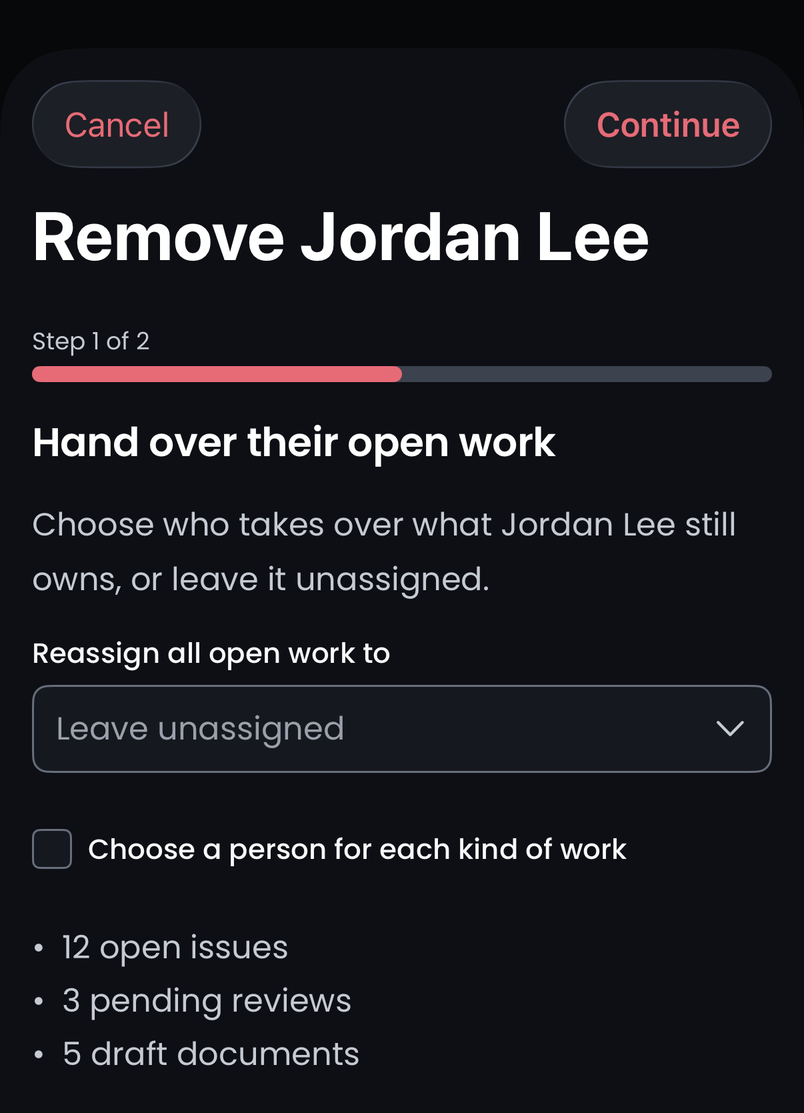 Cancel
Continue
Remove Jordan Lee
Step 1 of 2
Hand over their open work
Choose who takes over what Jordan Lee still
owns, or leave it unassigned.
Reassign all open work to
Leave unassigned
Choose a person for each kind of work
• 12 open issues
• 3 pending reviews
• 5 draft documents